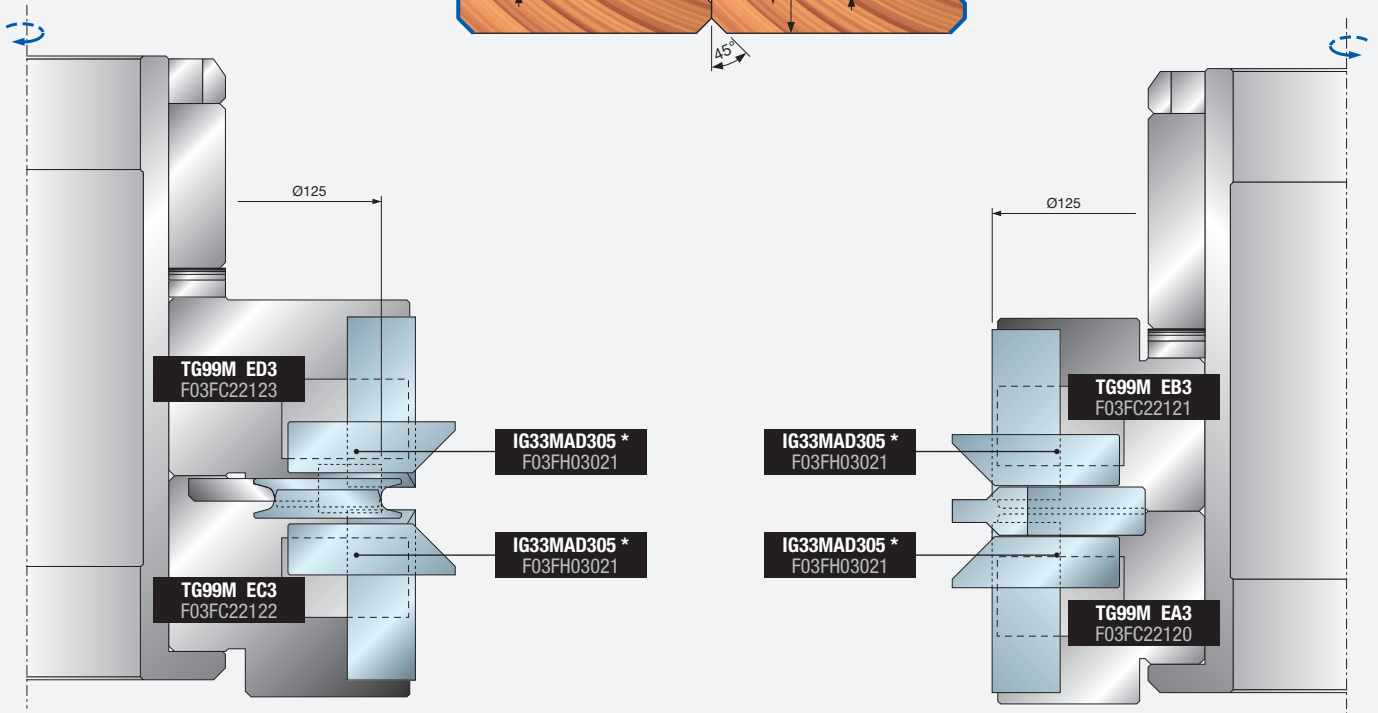 45°
Ø125
Ø125
TG99M ED3
F03FC22123
TG99M EB3
F03FC22121
IG33MAD305 *
F03FH03021
IG33MAD305 *
F03FH03021
IG33MAD305 *
F03FH03021
IG33MAD305 *
F03FH03021
TG99M EC3
F03FC22122
TG99M EA3
F03FC22120